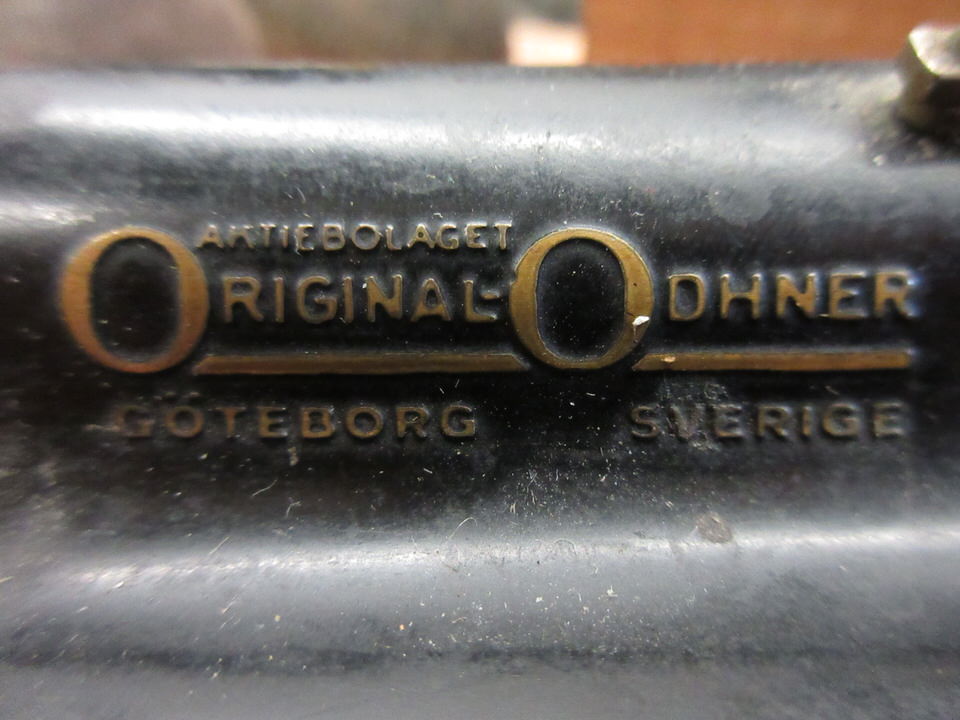 AKTIEBOLAGET
ORIGINAL-ODHNER
GÖTEBORG SVERIGE